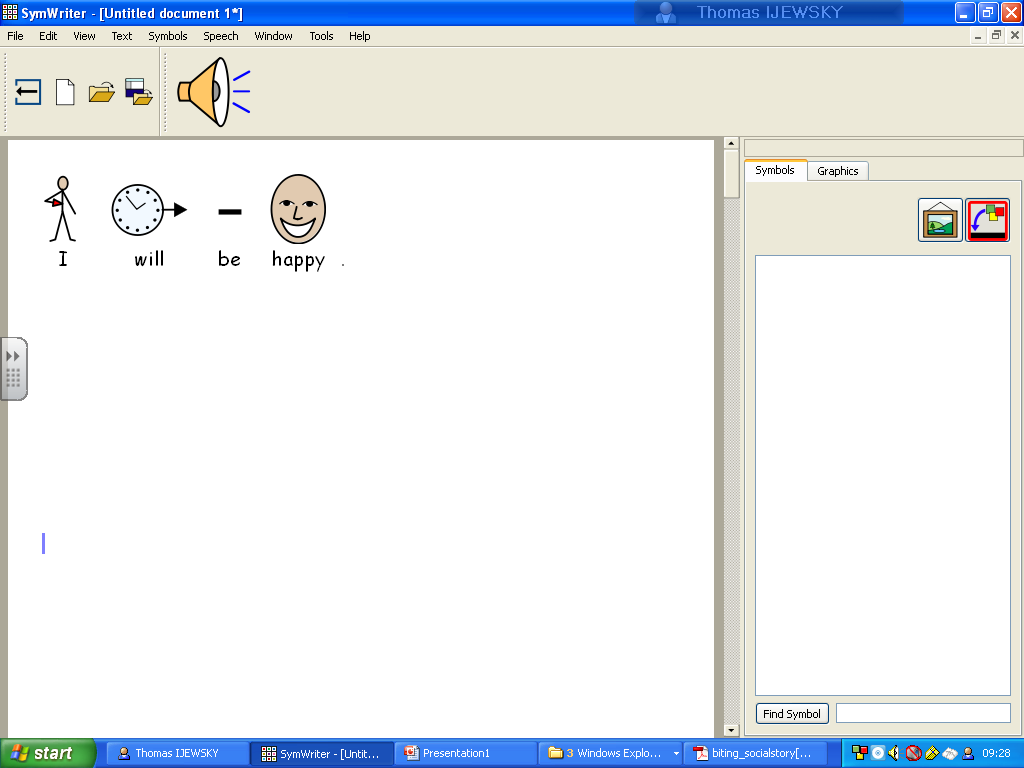 SymWriter - [Untitled document 1*]
Thomas IJEWSKY
File Edit View Text Symbols Speech Window Tools Help
Symbols Graphics
I will be happy .
Find Symbol
start Thomas IJEWSKY SymWriter - [Untit... Presentation1 3 Windows Explo... biting_socialstory[... 09:28